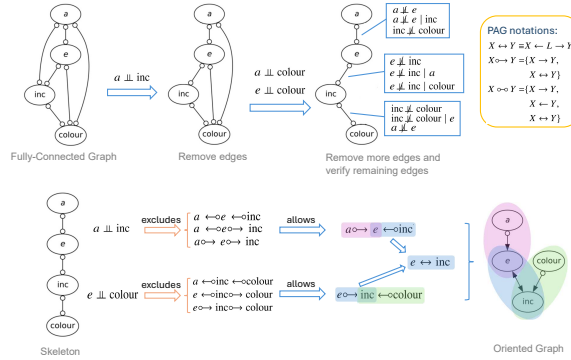 a
e
inc
colour
Fully-Connected Graph
a ⫫ inc
a
e
inc
colour
Remove edges
a ⫫ colour
e ⫫ colour
a
e
inc
colour
Remove more edges and
verify remaining edges
a ⫫̸ e
a ⫫̸ e | inc
inc ⫫̸ colour
e ⫫̸ inc
e ⫫̸ inc | a
e ⫫̸ inc | colour
inc ⫫̸ colour
inc ⫫̸ colour | e
a ⫫̸ e
PAG notations:
X ↔ Y ≡X ← L → Y
X⚬→ Y ={X → Y,
X ↔ Y}
X ⚬-⚬ Y ={X → Y,
X ← Y,
X ↔ Y}
a
e
inc
colour
Skeleton
a ⫫ inc
excludes
a ←⚬e ←⚬inc
a ←⚬e⚬→ inc
a⚬→ e⚬→ inc
allows
a⚬→ e ←⚬inc
e ↔ inc
e ⫫ colour
excludes
a ←⚬inc ←⚬colour
e ←⚬inc⚬→ colour
e⚬→ inc⚬→ colour
allows
e⚬→ inc ←⚬colour
a
e
colour
inc
Oriented Graph